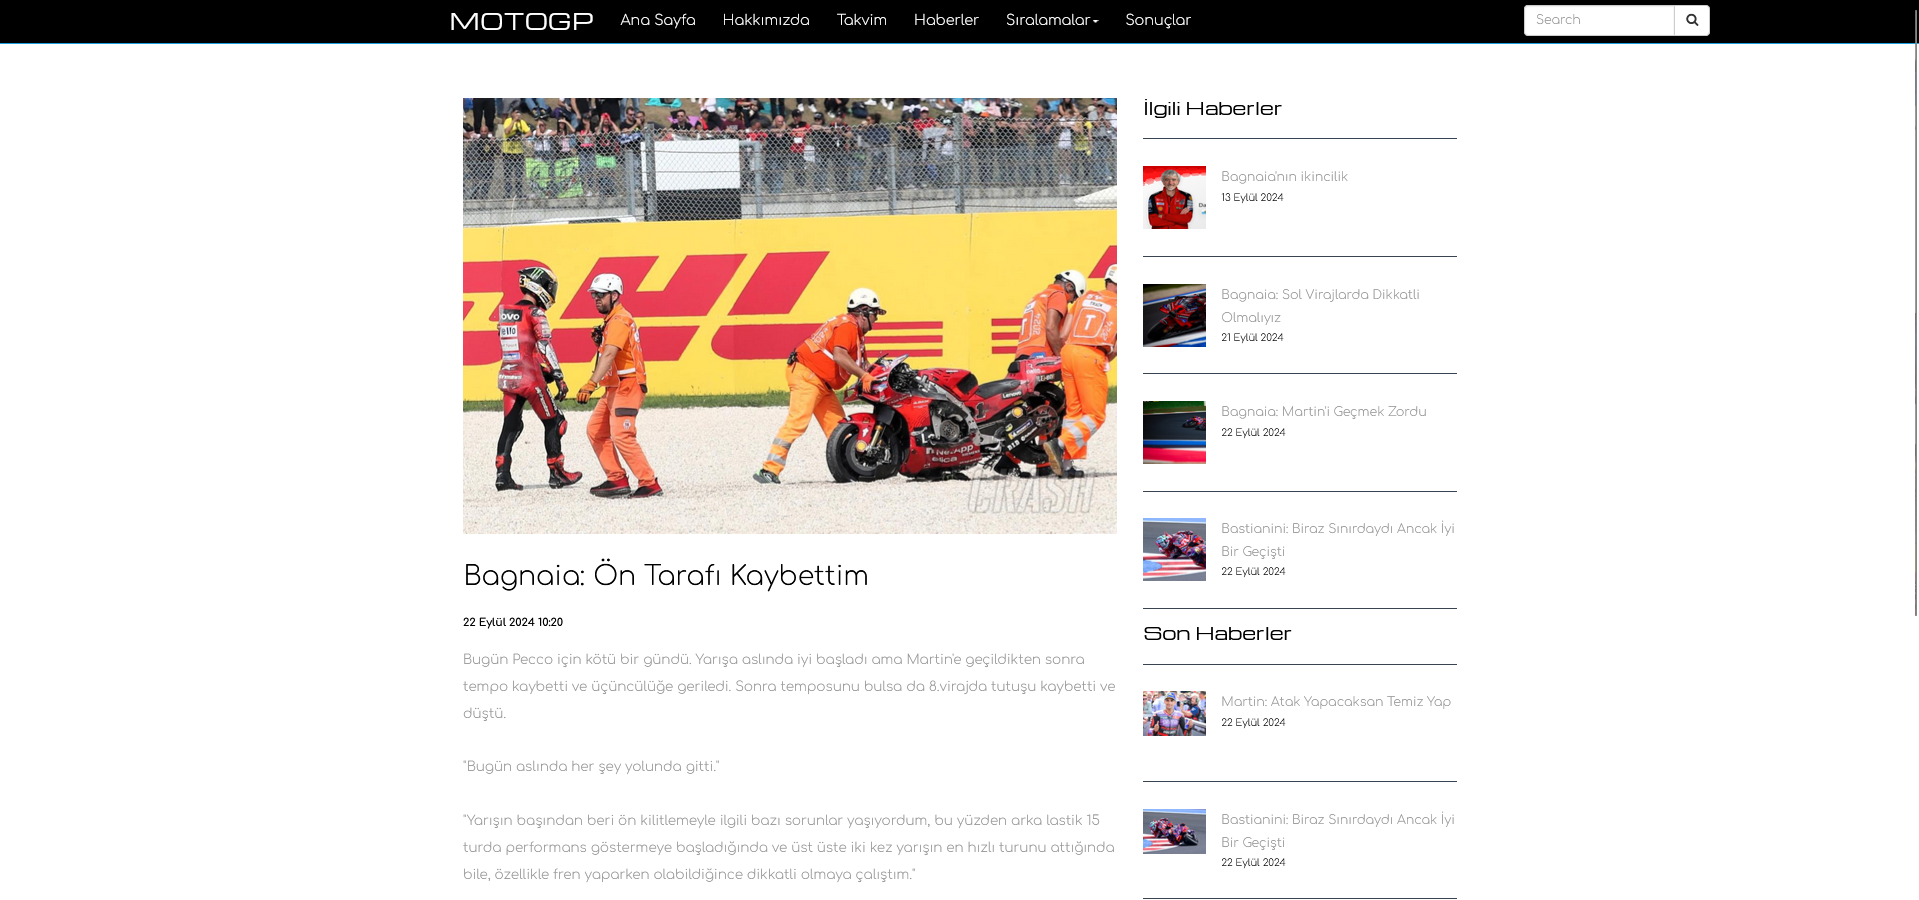 MOTOGP Ana Sayfa Hakkımızda Takvim Haberler Sıralamalar Sonuçlar Search
T 2024
T
ovo
Lenovo
NetApp
elica
CRASH
Bagnaia: Ön Tarafı Kaybettim
22 Eylül 2024 10:20
Bugün Pecco için kötü bir gündü. Yarışa aslında iyi başladı ama Martin'e geçildikten sonra
tempo kaybetti ve üçüncülüğe geriledi. Sonra temposunu bulsa da 8.virajda tutuşu kaybetti ve
düştü.
"Bugün aslında her şey yolunda gitti."
"Yarışın başından beri ön kilitlemeyle ilgili bazı sorunlar yaşıyordum, bu yüzden arka lastik 15
turda performans göstermeye başladığında ve üst üste iki kez yarışın en hızlı turunu attığında
bile, özellikle fren yaparken olabildiğince dikkatli olmaya çalıştım."
İlgili Haberler
Bagnaia'nın ikincilik
13 Eylül 2024
Bagnaia: Sol Virajlarda Dikkatli
Olmalıyız
21 Eylül 2024
Bagnaia: Martin'i Geçmek Zordu
22 Eylül 2024
Bastianini: Biraz Sınırdaydı Ancak İyi
Bir Geçişti
22 Eylül 2024
Son Haberler
Martin: Atak Yapacaksan Temiz Yap
22 Eylül 2024
Bastianini: Biraz Sınırdaydı Ancak İyi
Bir Geçişti
22 Eylül 2024